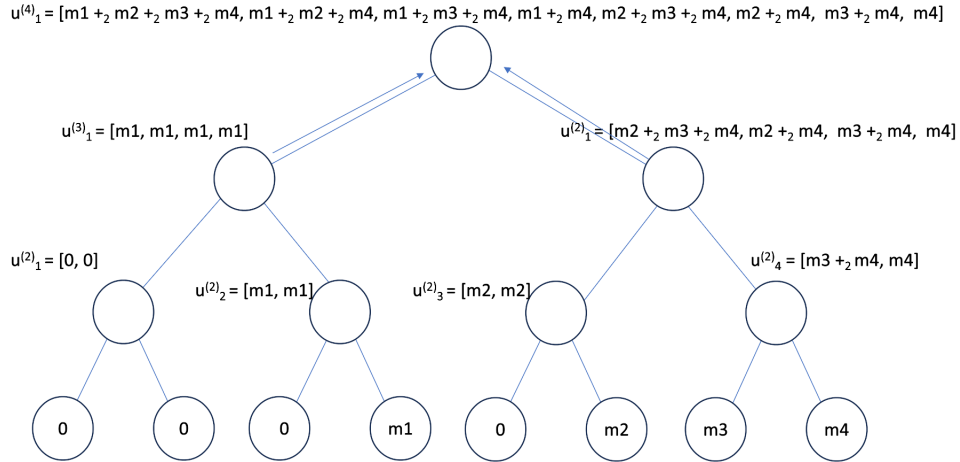 u⁽⁴⁾₁ = [m1 +₂ m2 +₂ m3 +₂ m4, m1 +₂ m2 +₂ m4, m1 +₂ m3 +₂ m4, m1 +₂ m4, m2 +₂ m3 +₂ m4, m2 +₂ m4, m3 +₂ m4, m4]
u⁽³⁾₁ = [m1, m1, m1, m1]
u⁽²⁾₁ = [m2 +₂ m3 +₂ m4, m2 +₂ m4, m3 +₂ m4, m4]
u⁽²⁾₁ = [0, 0]
u⁽²⁾₂ = [m1, m1]
u⁽²⁾₃ = [m2, m2]
u⁽²⁾₄ = [m3 +₂ m4, m4]
0 0 0 m1 0 m2 m3 m4